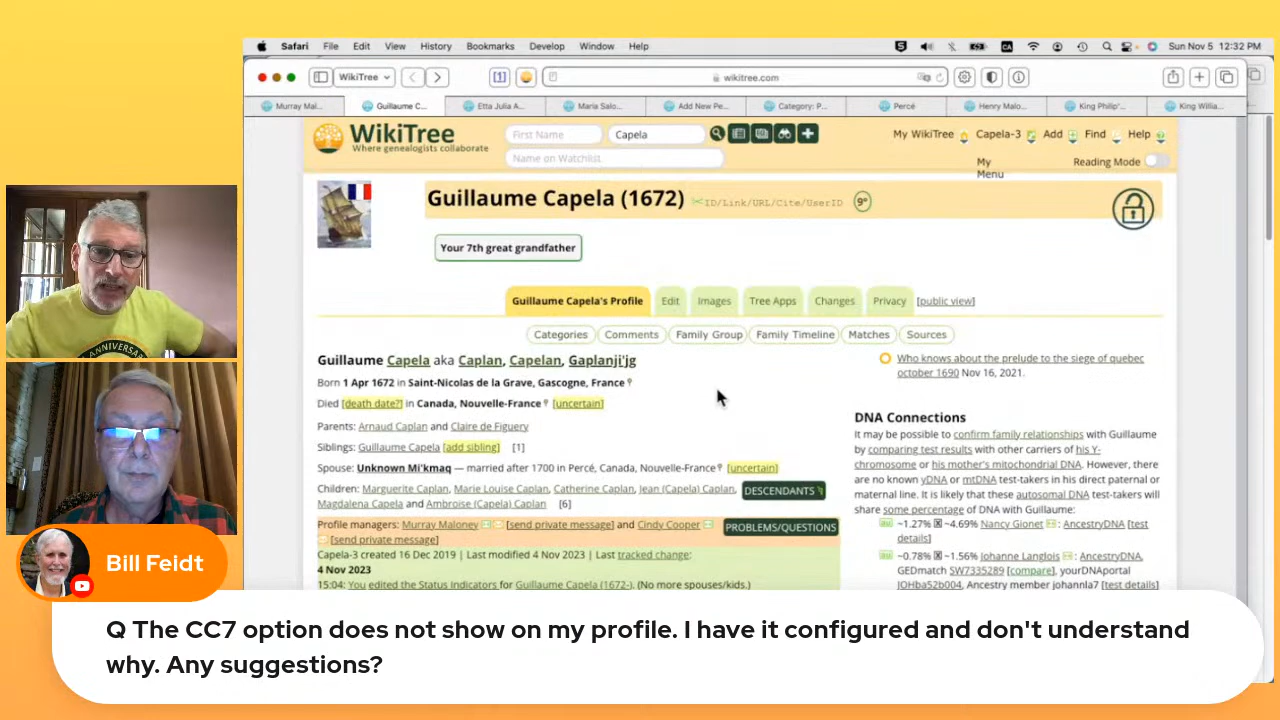 Safari File Edit View History Bookmarks Develop Window Help
Sun Nov 5 12:32 PM
WikiTree
wikitree.com
Murray Mal...
Guillaume C...
Etta Julia A...
Maria Salo...
Add New Pe...
Category: P...
Percé
Henry Malo...
King Philip'...
King Willia...
WikiTree
Where genealogists collaborate
First Name
Capela
Name on Watchlist
My WikiTree
Capela-3
Add
Find
Help
My
Menu
Reading Mode
Guillaume Capela (1672)
ID/Link/URL/Cite/UserID
9°
Your 7th great grandfather
Guillaume Capela's Profile
Edit
Images
Tree Apps
Changes
Privacy
[public view]
Categories
Comments
Family Group
Family Timeline
Matches
Sources
Guillaume Capela aka Caplan, Capelan, Gaplanji'jg
Born 1 Apr 1672 in Saint-Nicolas de la Grave, Gascogne, France
Died [death date?] in Canada, Nouvelle-France [uncertain]
Parents: Arnaud Caplan and Claire de Figuery
Siblings: Guillaume Capela [add sibling] [1]
Spouse: Unknown Mi'kmaq — married after 1700 in Percé, Canada, Nouvelle-France [uncertain]
Children: Marguerite Caplan, Marie Louise Caplan, Catherine Caplan, Jean (Capela) Caplan,
Magdalena Capela and Ambroise (Capela) Caplan [6]
DESCENDANTS
Profile managers: Murray Maloney [send private message] and Cindy Cooper
[send private message]
PROBLEMS/QUESTIONS
Capela-3 created 16 Dec 2019 | Last modified 4 Nov 2023 | Last tracked change:
4 Nov 2023
15:04: You edited the Status Indicators for Guillaume Capela (1672-). (No more spouses/kids.)
Who knows about the prelude to the siege of quebec
october 1690 Nov 16, 2021.
DNA Connections
It may be possible to confirm family relationships with Guillaume
by comparing test results with other carriers of his Y-
chromosome or his mother's mitochondrial DNA. However, there
are no known yDNA or mtDNA test-takers in his direct paternal or
maternal line. It is likely that these autosomal DNA test-takers will
share some percentage of DNA with Guillaume:
~1.27% ~4.69% Nancy Gionet : AncestryDNA [test
details]
~0.78% ~1.56% Johanne Langlois : AncestryDNA,
GEDmatch SW7335289 [compare], yourDNAportal
JOHba52b004, Ancestry member johannla7 [test details]
ANNIVERSAR
Bill Feidt
Q The CC7 option does not show on my profile. I have it configured and don't understand
why. Any suggestions?